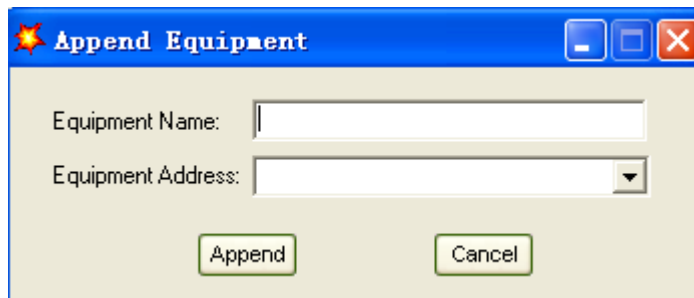 Append Equipment
Equipment Name:
Equipment Address:
Append Cancel